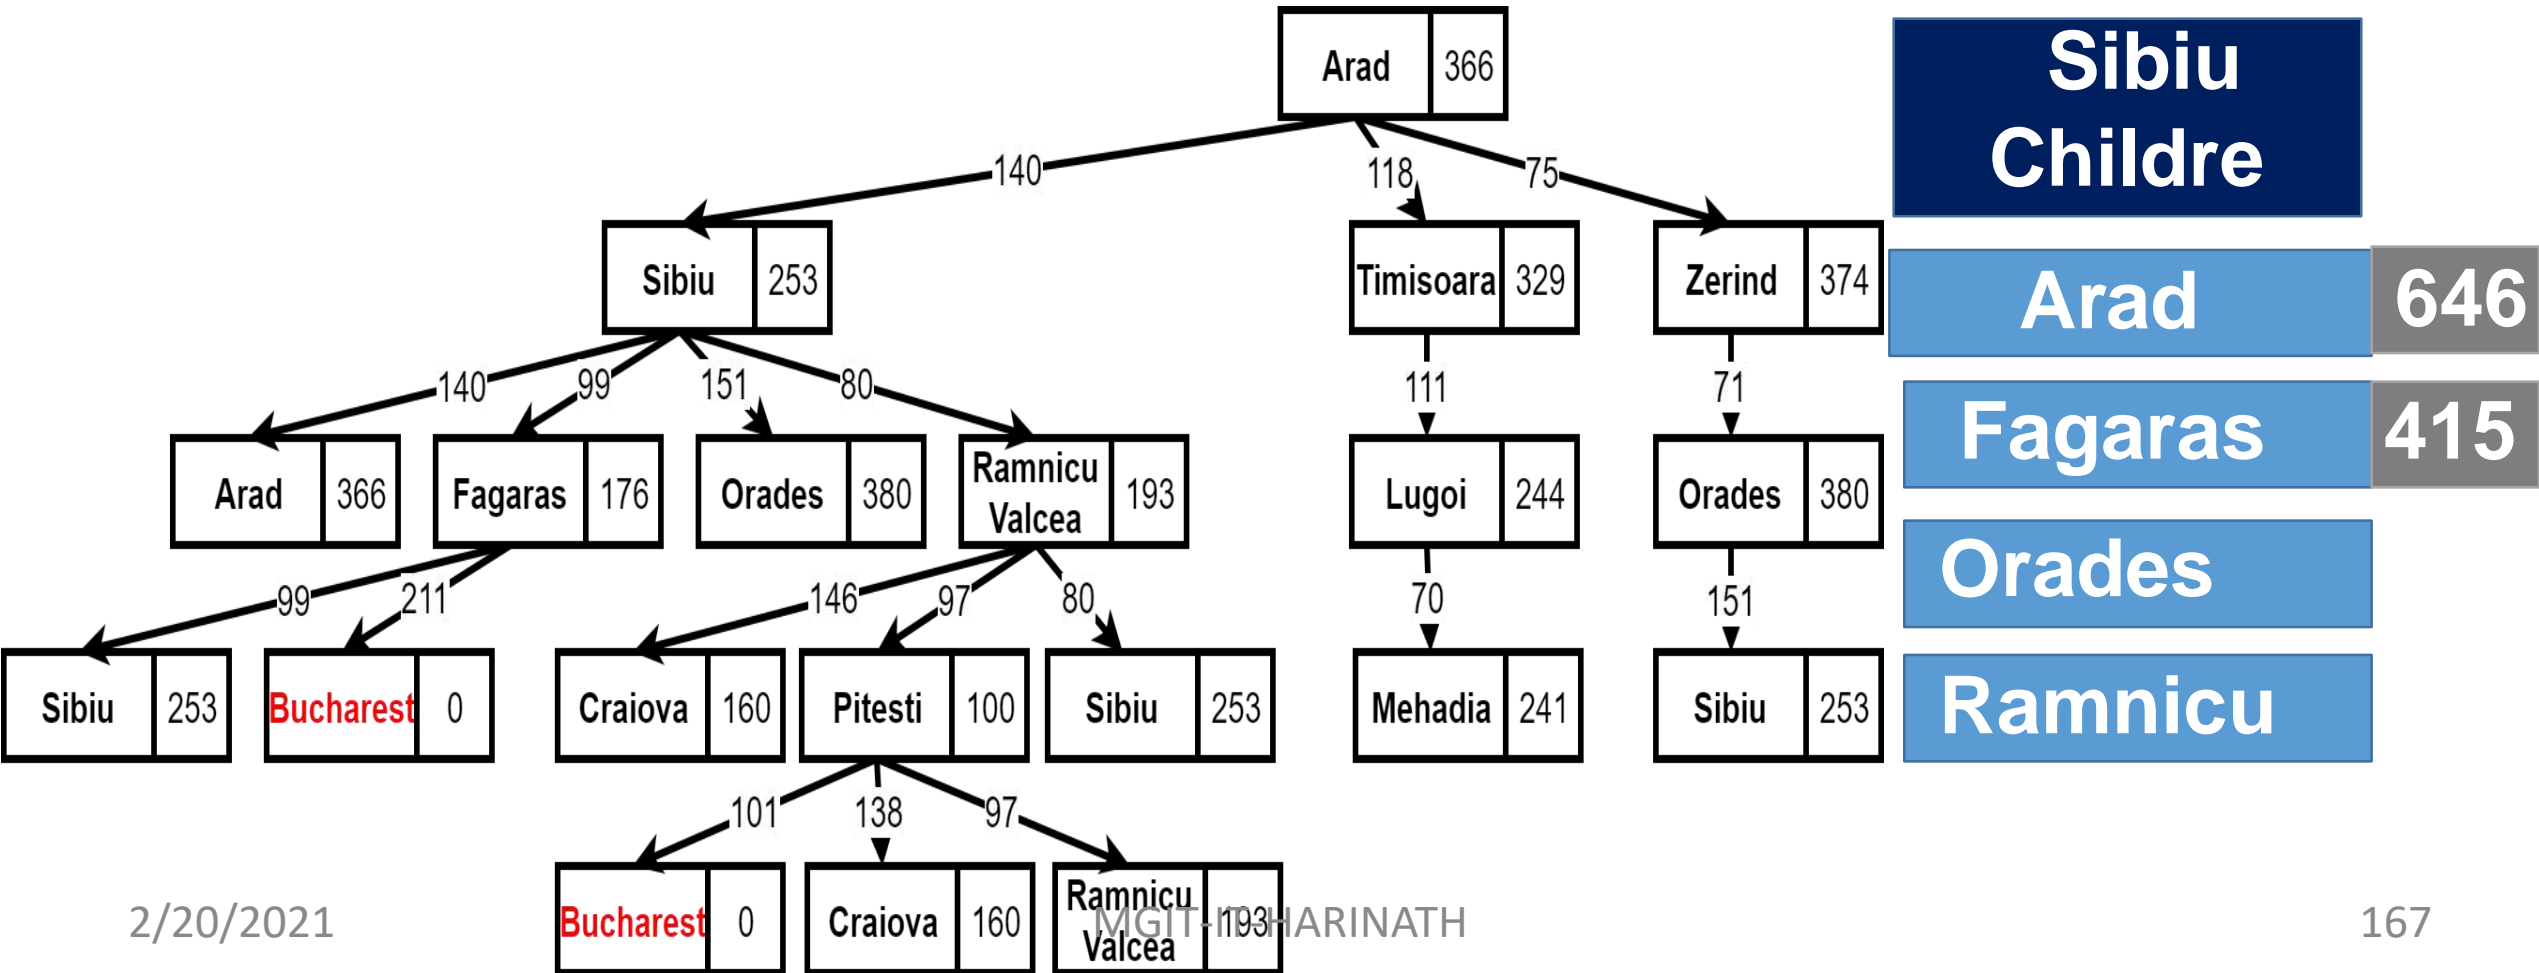 Arad 366
140 118 75
Sibiu 253 Timisoara 329 Zerind 374
140 99 151 80 111 71
Arad 366 Fagaras 176 Orades 380 Ramnicu Valcea 193 Lugoi 244 Orades 380
99 211 146 97 80 70 151
Sibiu 253 Bucharest 0 Craiova 160 Pitesti 100 Sibiu 253 Mehadia 241 Sibiu 253
101 138 97
Bucharest 0 Craiova 160 Ramnicu Valcea 193
Sibiu
Childre
Arad 646
Fagaras 415
Orades
Ramnicu
2/20/2021 MGIT-IT-HARINATH 167